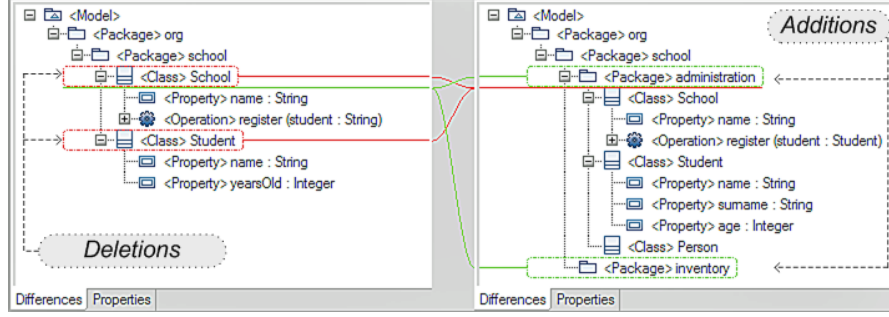 <Model>
<Package> org
<Package> school
<Class> School
<Property> name : String
<Operation> register (student : String)
<Class> Student
<Property> name : String
<Property> yearsOld : Integer
Deletions
Differences Properties
<Model>
Additions
<Package> org
<Package> school
<Package> administration
<Class> School
<Property> name : String
<Operation> register (student : Student)
<Class> Student
<Property> name : String
<Property> surname : String
<Property> age : Integer
<Class> Person
<Package> inventory
Differences Properties